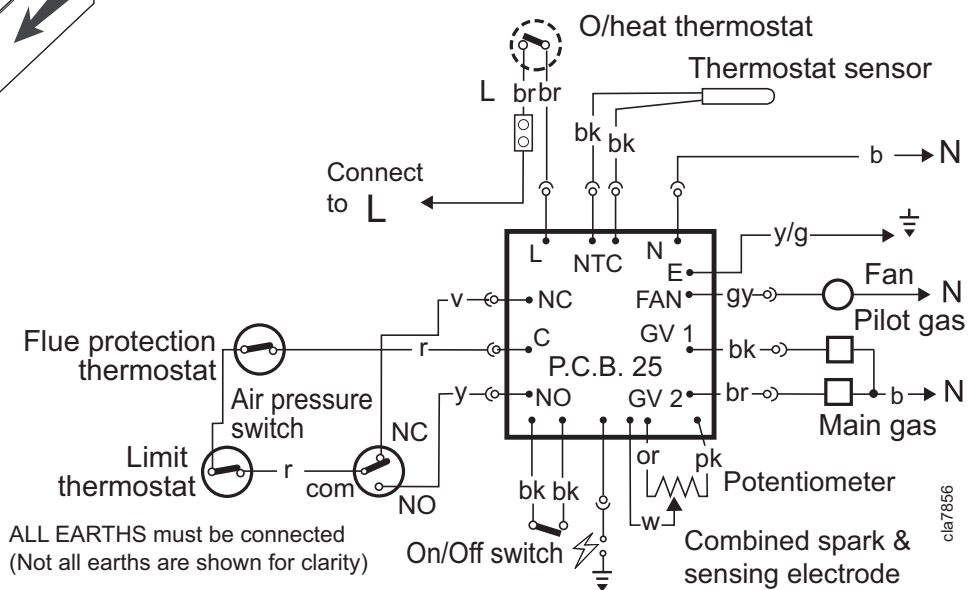 O/heat thermostat
Thermostat sensor
L br br
bk bk
b N
Connect
to L
y/g
L NTC N
E
Fan
v NC FAN gy N
Pilot gas
Flue protection
thermostat
r C GV 1 bk
P.C.B. 25
Air pressure
switch
y NO GV 2 br b N
Main gas
NC
Limit
thermostat
r com
NO
bk bk or pk
w
Potentiometer
ALL EARTHS must be connected
(Not all earths are shown for clarity)
On/Off switch
Combined spark &
sensing electrode
cla7856